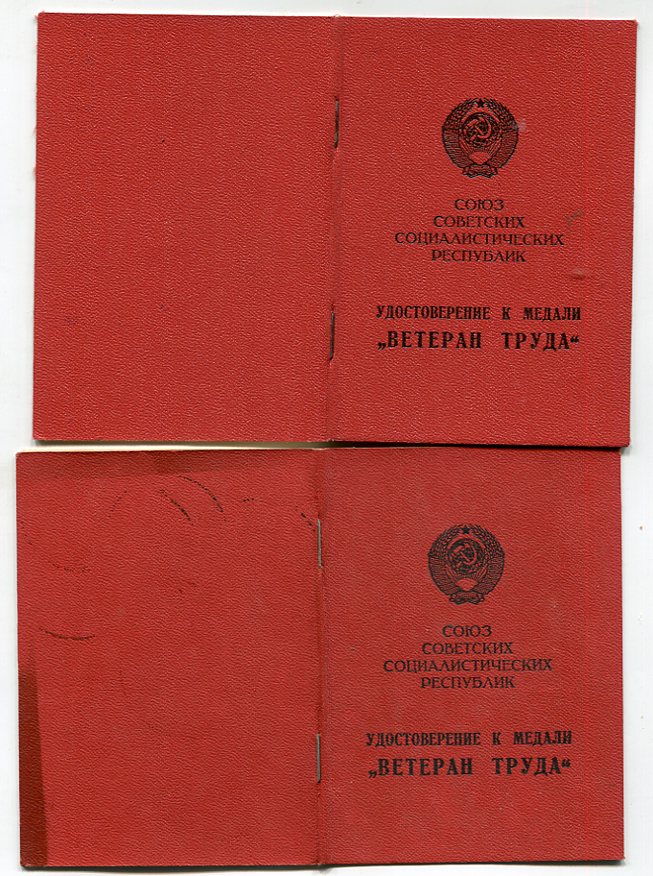 СОЮЗ
СОВЕТСКИХ
СОЦИАЛИСТИЧЕСКИХ
РЕСПУБЛИК
УДОСТОВЕРЕНИЕ К МЕДАЛИ
„ВЕТЕРАН ТРУДА“
СОЮЗ
СОВЕТСКИХ
СОЦИАЛИСТИЧЕСКИХ
РЕСПУБЛИК
УДОСТОВЕРЕНИЕ К МЕДАЛИ
„ВЕТЕРАН ТРУДА“